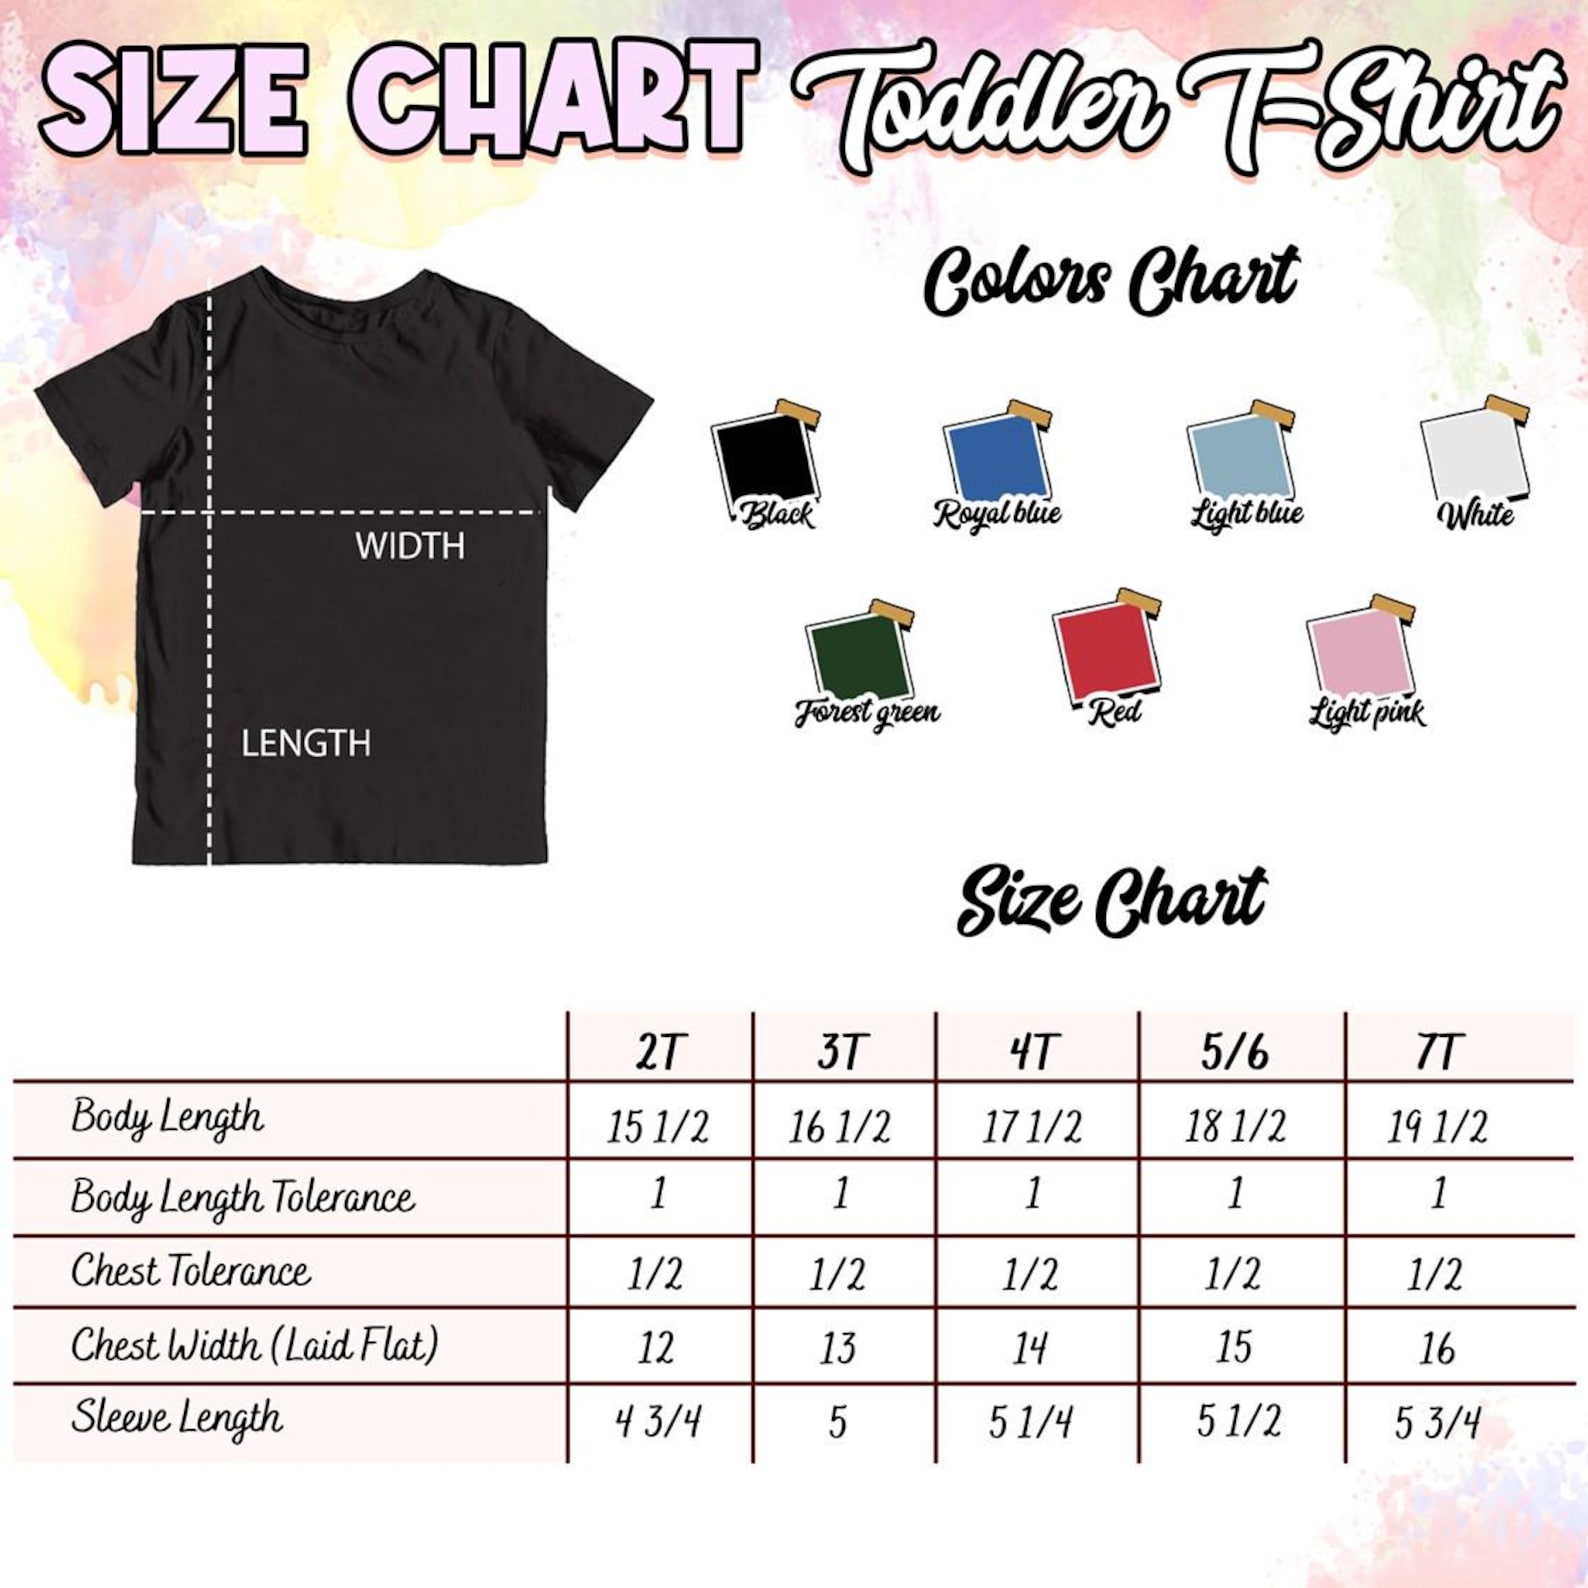 SIZE CHART Toddler T-Shirt
Colors Chart
WIDTH
LENGTH
Black
Royal blue
Light blue
White
Forest green
Red
Light pink
Size Chart
2T 3T 4T 5/6 7T
Body Length 15 1/2 16 1/2 17 1/2 18 1/2 19 1/2
Body Length Tolerance 1 1 1 1 1
Chest Tolerance 1/2 1/2 1/2 1/2 1/2
Chest Width (Laid Flat) 12 13 14 15 16
Sleeve Length 4 3/4 5 5 1/4 5 1/2 5 3/4